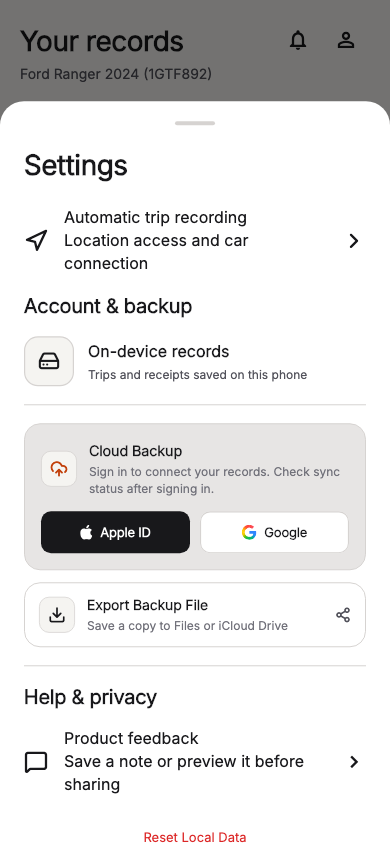 Your records
Ford Ranger 2024 (1GTF892)
Settings
Automatic trip recording
Location access and car
connection
Account & backup
On-device records
Trips and receipts saved on this phone
Cloud Backup
Sign in to connect your records. Check sync
status after signing in.
Apple ID
Google
Export Backup File
Save a copy to Files or iCloud Drive
Help & privacy
Product feedback
Save a note or preview it before
sharing
Reset Local Data